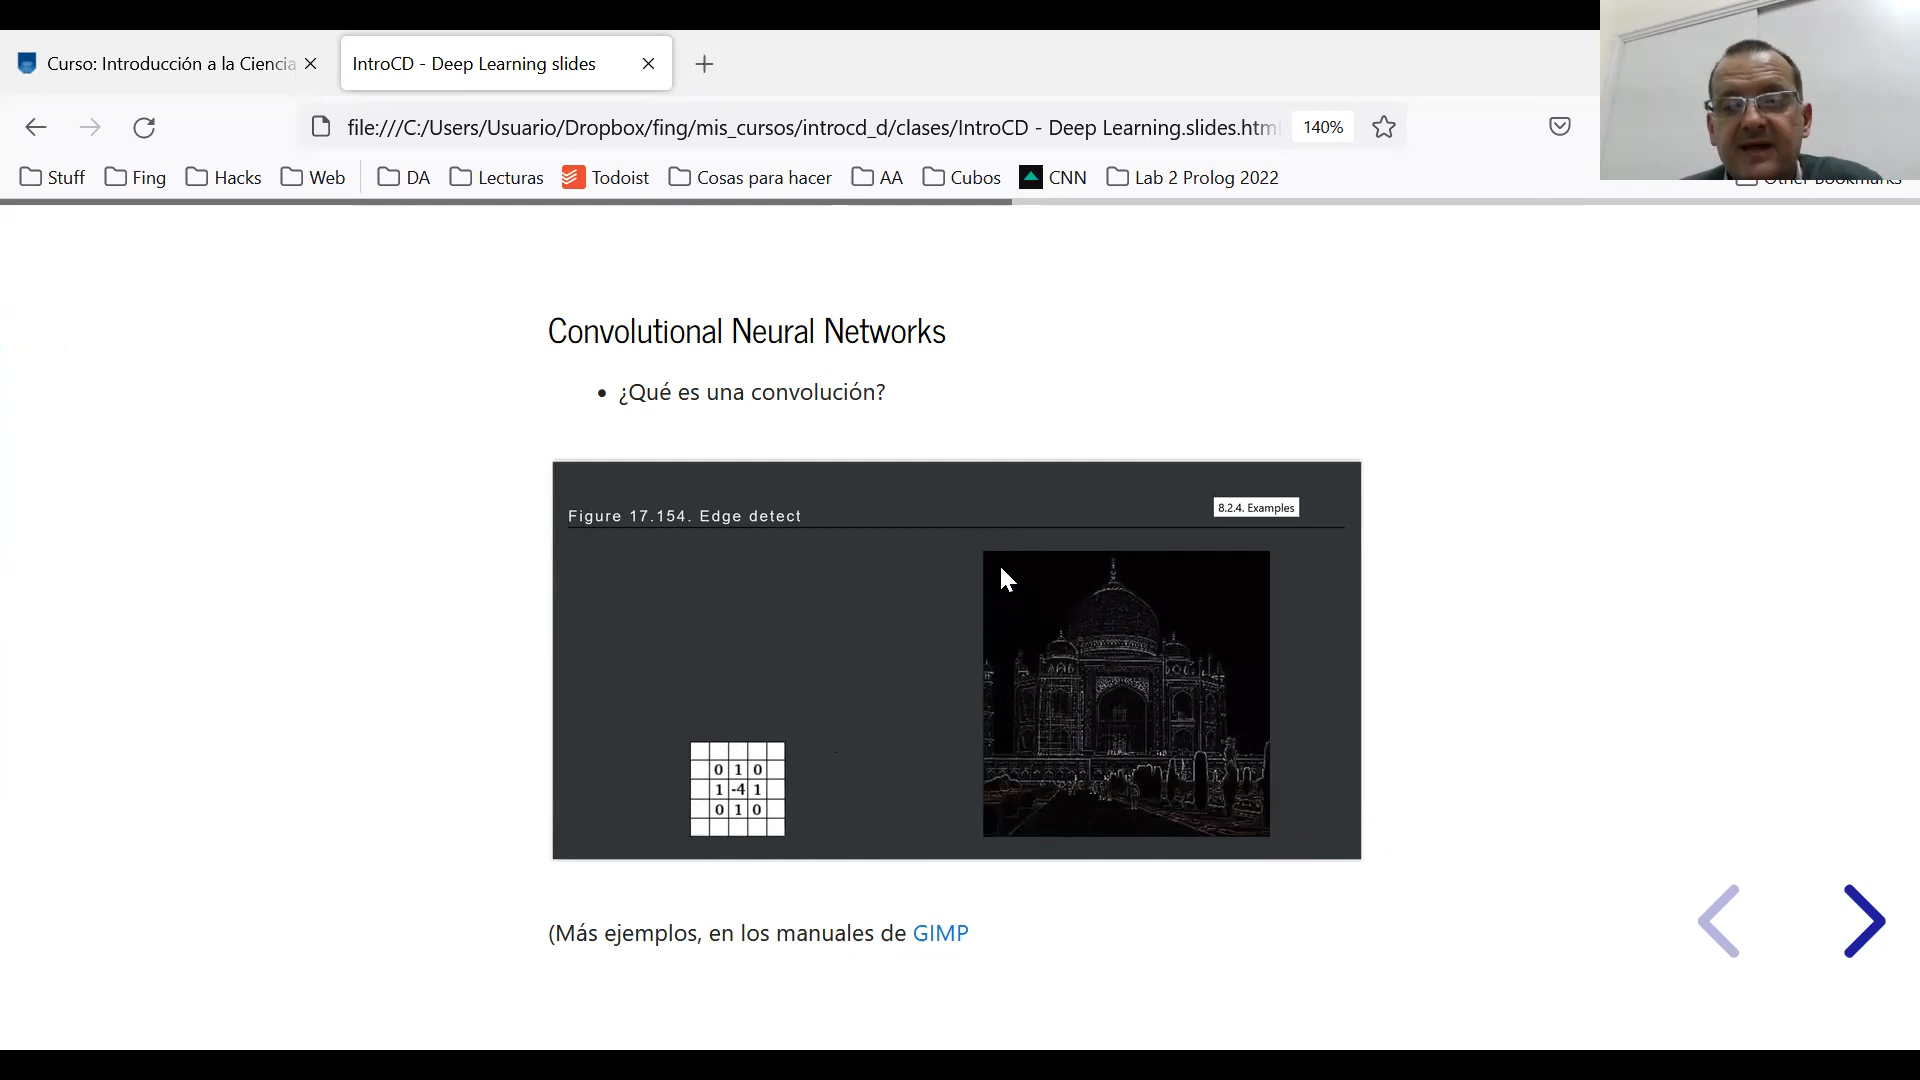 Curso: Introducción a la Ciencia
IntroCD - Deep Learning slides
file:///C:/Users/Usuario/Dropbox/fing/mis_cursos/introcd_d/clases/IntroCD - Deep Learning.slides.html
140%
Stuff
Fing
Hacks
Web
DA
Lecturas
Todoist
Cosas para hacer
AA
Cubos
CNN
Lab 2 Prolog 2022
Other bookmarks
Convolutional Neural Networks
• ¿Qué es una convolución?
8.2.4. Examples
Figure 17.154. Edge detect
0 1 0
1 -4 1
0 1 0
(Más ejemplos, en los manuales de GIMP